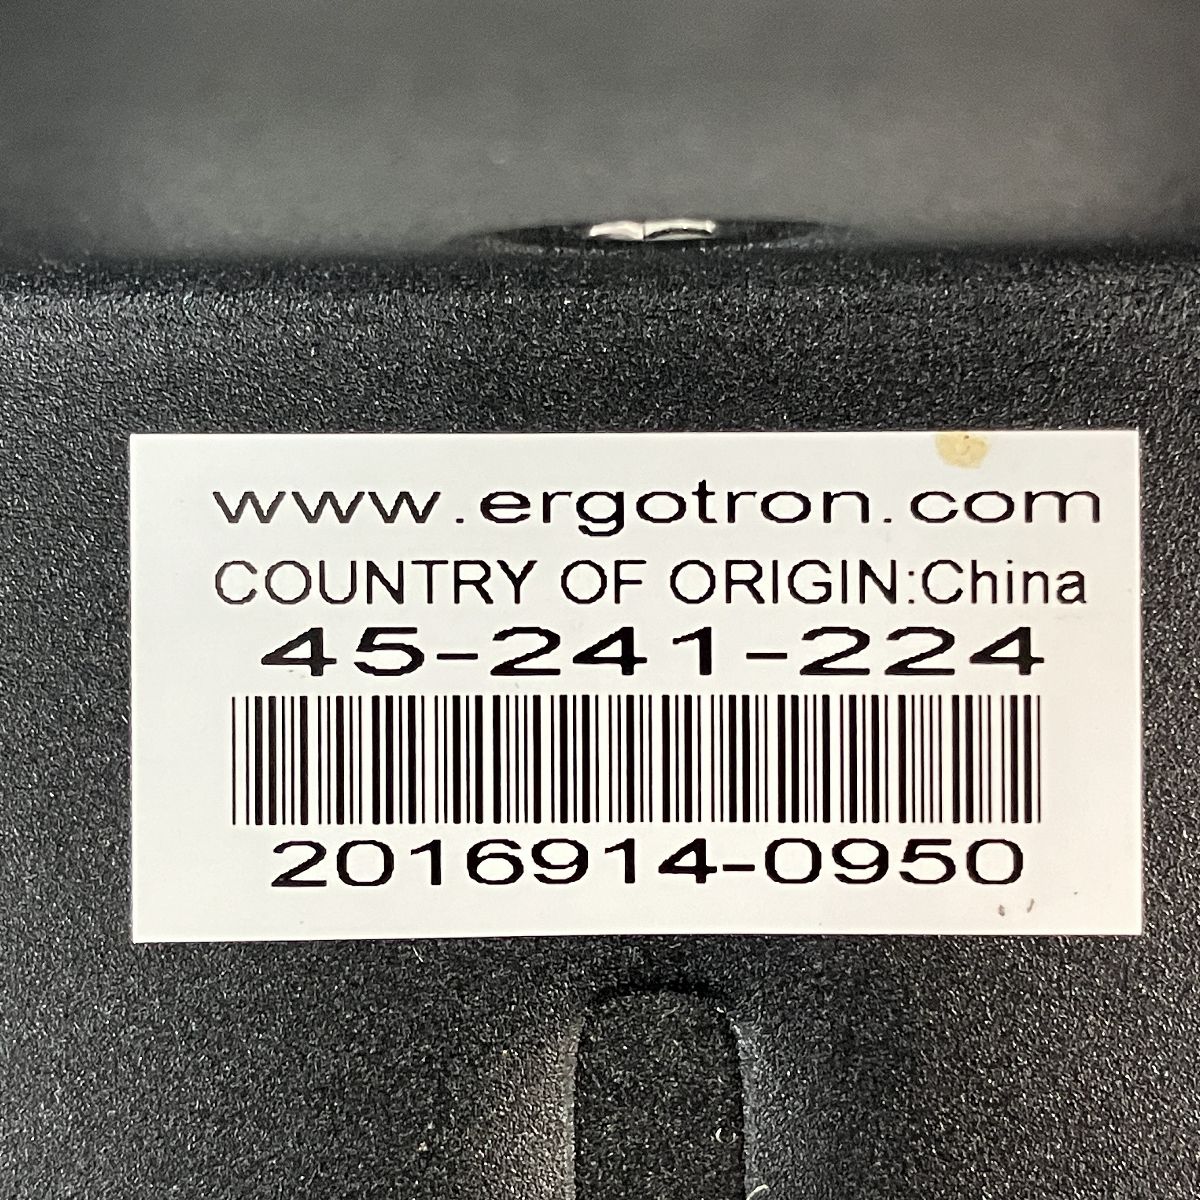 www.ergotron.com
COUNTRY OF ORIGIN:China
45-241-224
2016914-0950